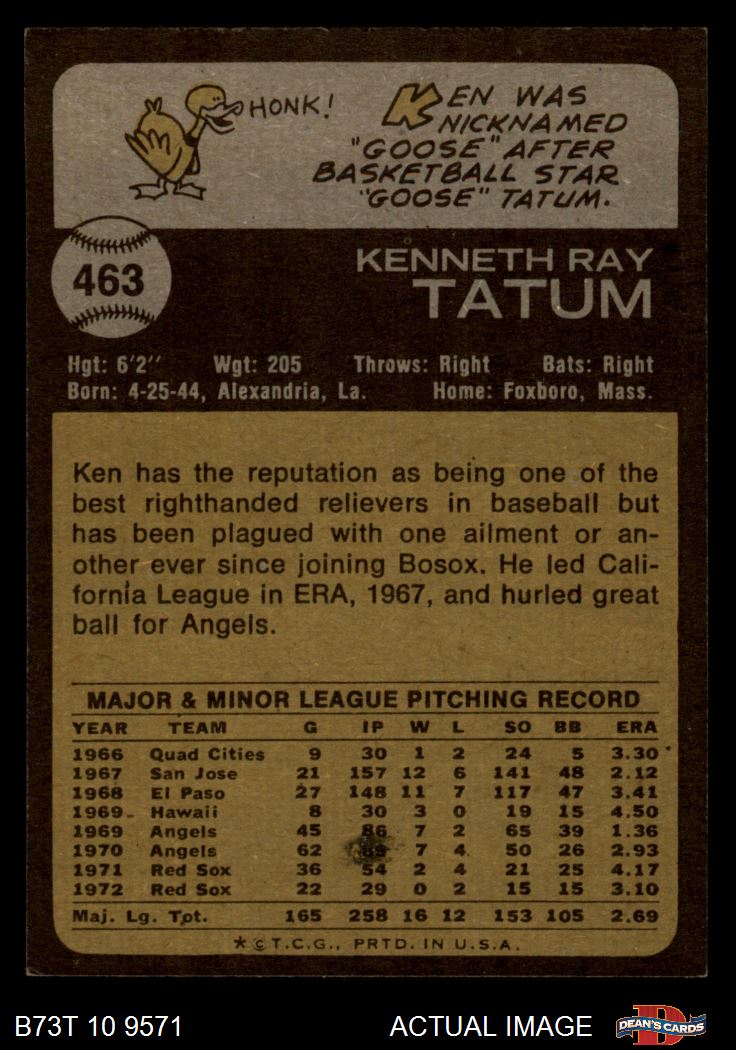 HONK!
KEN WAS
NICKNAMED
"GOOSE" AFTER
BASKETBALL STAR
"GOOSE" TATUM.
463
KENNETH RAY
TATUM
Hgt: 6'2'' Wgt: 205 Throws: Right Bats: Right
Born: 4-25-44, Alexandria, La. Home: Foxboro, Mass.
Ken has the reputation as being one of the
best righthanded relievers in baseball but
has been plagued with one ailment or an-
other ever since joining Bosox. He led Cali-
fornia League in ERA, 1967, and hurled great
ball for Angels.
MAJOR & MINOR LEAGUE PITCHING RECORD
YEAR TEAM G IP W L SO BB ERA
1966 Quad Cities 9 30 1 2 24 5 3.30
1967 San Jose 21 157 12 6 141 48 2.12
1968 El Paso 27 148 11 7 117 47 3.41
1969 Hawaii 8 30 3 0 19 15 4.50
1969 Angels 45 86 7 2 65 39 1.36
1970 Angels 62 7 4 50 26 2.93
1971 Red Sox 36 54 2 4 21 25 4.17
1972 Red Sox 22 29 0 2 15 15 3.10
Maj. Lg. Tpt. 165 258 16 12 153 105 2.69
* © T.C.G., PRTD. IN U.S.A.
B73T 10 9571 ACTUAL IMAGE
D
DEAN'S CARDS